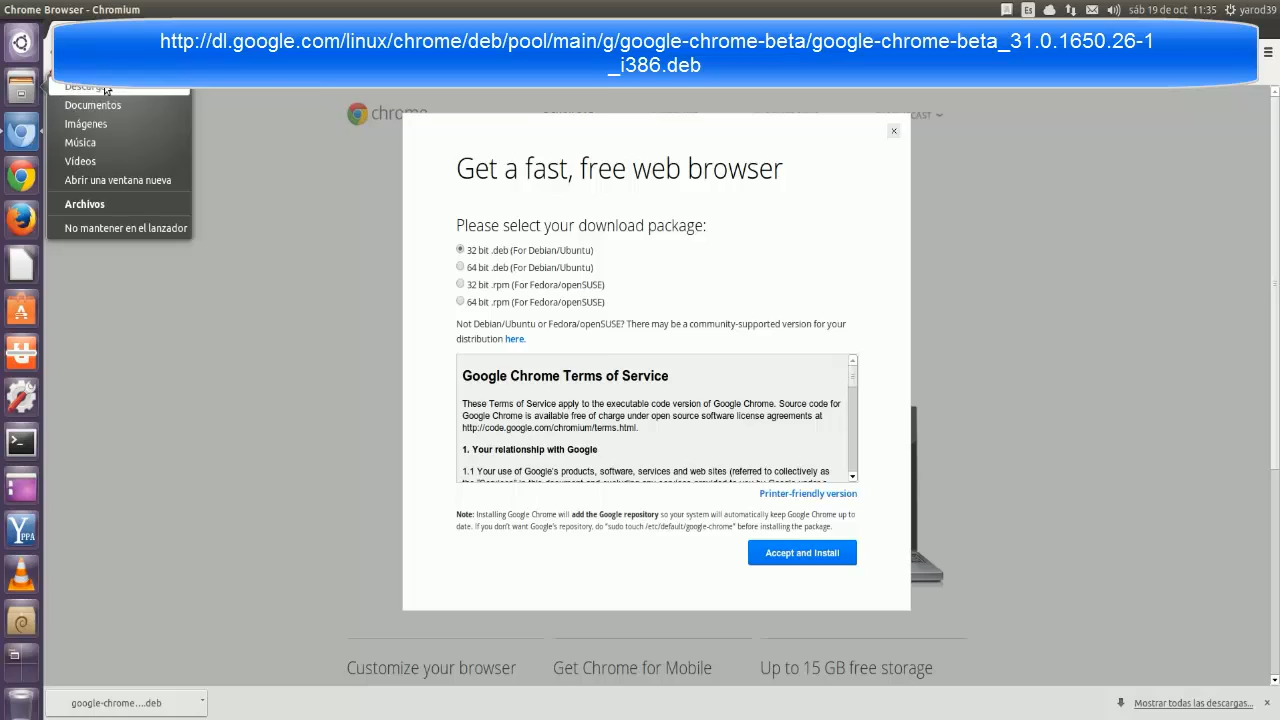 Chrome Browser - Chromium
Es
sáb 19 de oct 11:35
yarod39
http://dl.google.com/linux/chrome/deb/pool/main/g/google-chrome-beta/google-chrome-beta_31.0.1650.26-1
_i386.deb
Documentos
Imágenes
Música
Vídeos
Abrir una ventana nueva
Archivos
No mantener en el lanzador
chrome
×
Get a fast, free web browser
Please select your download package:
32 bit .deb (For Debian/Ubuntu)
64 bit .deb (For Debian/Ubuntu)
32 bit .rpm (For Fedora/openSUSE)
64 bit .rpm (For Fedora/openSUSE)
Not Debian/Ubuntu or Fedora/openSUSE? There may be a community-supported version for your
distribution here.
Google Chrome Terms of Service
These Terms of Service apply to the executable code version of Google Chrome. Source code for
Google Chrome is available free of charge under open source software license agreements at
http://code.google.com/chromium/terms.html.
1. Your relationship with Google
1.1 Your use of Google's products, software, services and web sites (referred to collectively as
Printer-friendly version
Note: Installing Google Chrome will add the Google repository so your system will automatically keep Google Chrome up to
date. If you don't want Google's repository, do "sudo touch /etc/default/google-chrome" before installing the package.
Accept and Install
Customize your browser
Get Chrome for Mobile
Up to 15 GB free storage
google-chrome....deb
Mostrar todas las descargas...
×